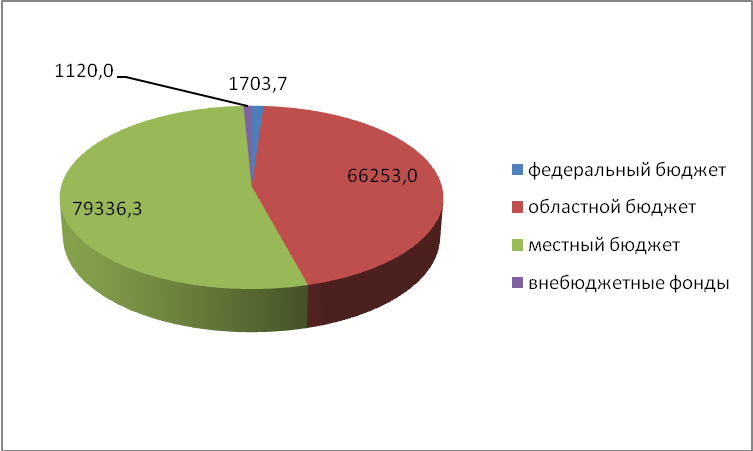 1120,0
1703,7
66253,0
79336,3
федеральный бюджет
областной бюджет
местный бюджет
внебюджетные фонды